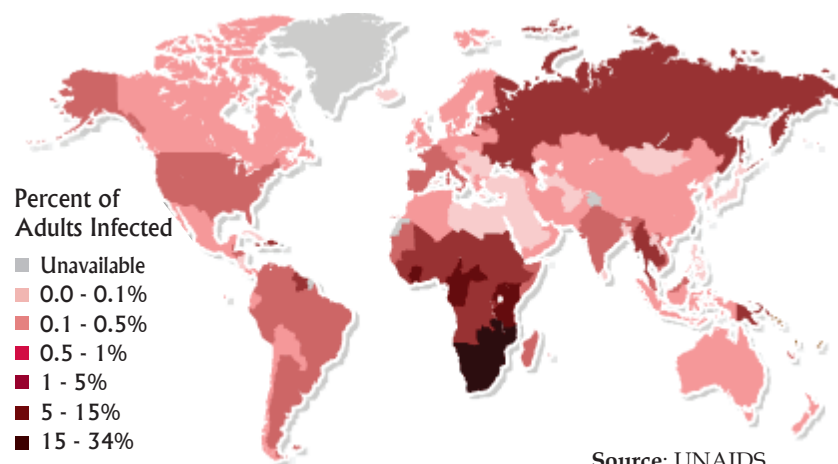 Percent of
Adults Infected
Unavailable
0.0 - 0.1%
0.1 - 0.5%
0.5 - 1%
1 - 5%
5 - 15%
15 - 34%
Source: UNAIDS